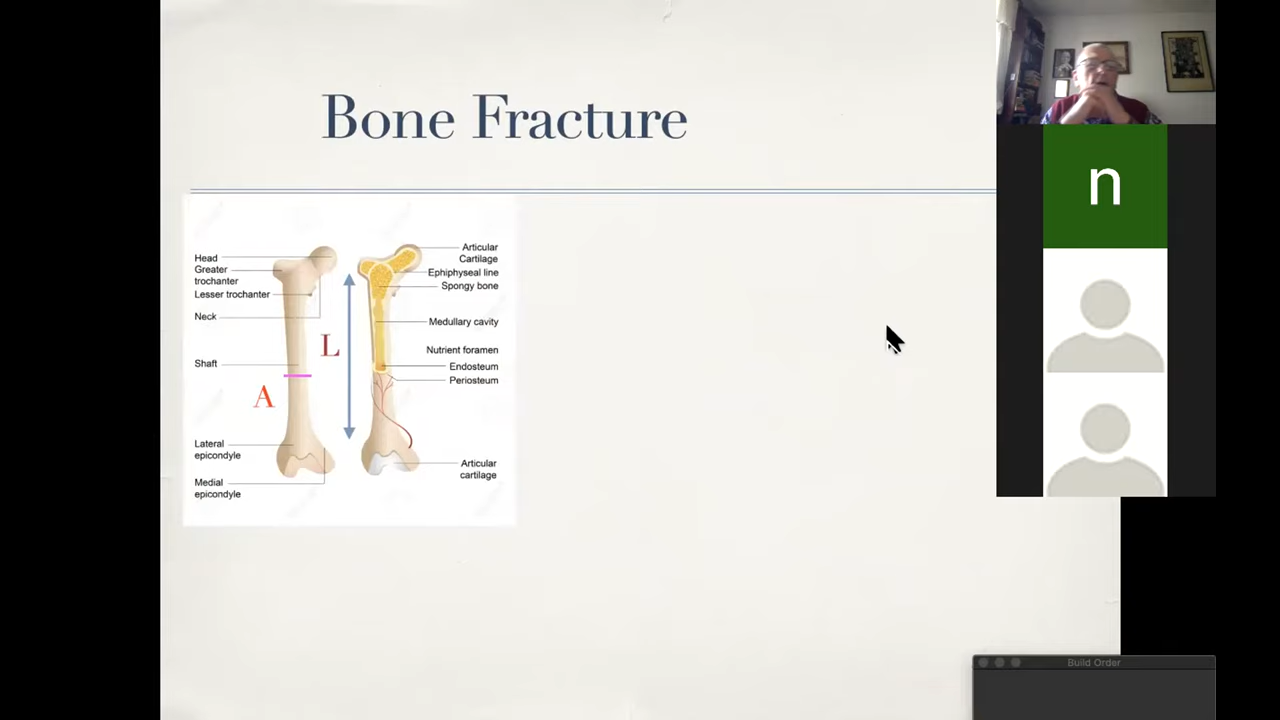 Bone Fracture
Head
Greater
trochanter
Lesser trochanter
Neck
Shaft
A
Lateral
epicondyle
Medial
epicondyle
L
Articular
Cartilage
Ephiphyseal line
Spongy bone
Medullary cavity
Nutrient foramen
Endosteum
Periosteum
Articular
cartilage
n
Build Order